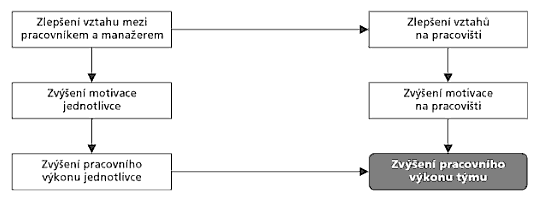 Zlepšení vztahu mezi
pracovníkem a manažerem
Zlepšení vztahů
na pracovišti
Zvýšení motivace
jednotlivce
Zvýšení motivace
na pracovišti
Zvýšení pracovního
výkonu jednotlivce
Zvýšení pracovního
výkonu týmu